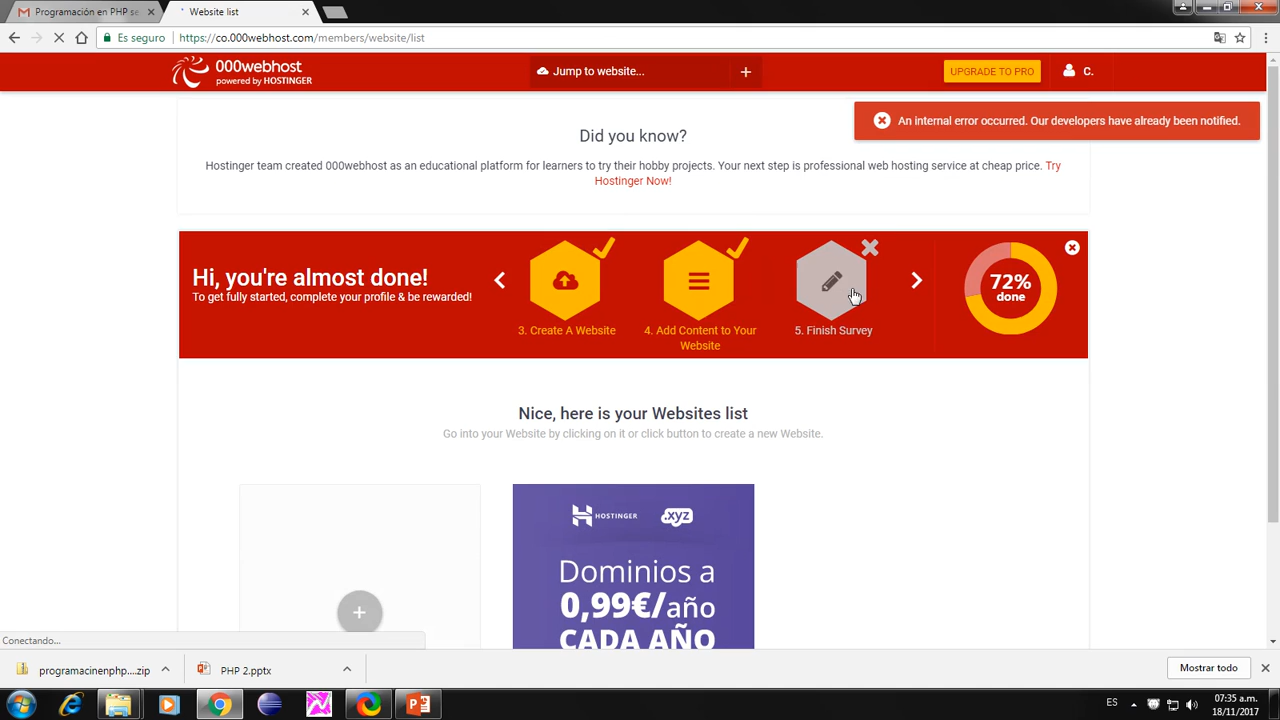 Programación en PHP se
Website list
Es seguro
https://co.000webhost.com/members/website/list
000webhost
powered by HOSTINGER
Jump to website...
+
UPGRADE TO PRO
C.
An internal error occurred. Our developers have already been notified.
Did you know?
Hostinger team created 000webhost as an educational platform for learners to try their hobby projects. Your next step is professional web hosting service at cheap price. Try
Hostinger Now!
Hi, you're almost done!
To get fully started, complete your profile & be rewarded!
3. Create A Website
4. Add Content to Your
Website
5. Finish Survey
72%
done
Nice, here is your Websites list
Go into your Website by clicking on it or click button to create a new Website.
+
HOSTINGER
.xyz
Dominios a
0,99€/año
CADA AÑO
Conectando...
programacinenphp....zip
PHP 2.pptx
Mostrar todo
ES
07:35 a.m.
18/11/2017